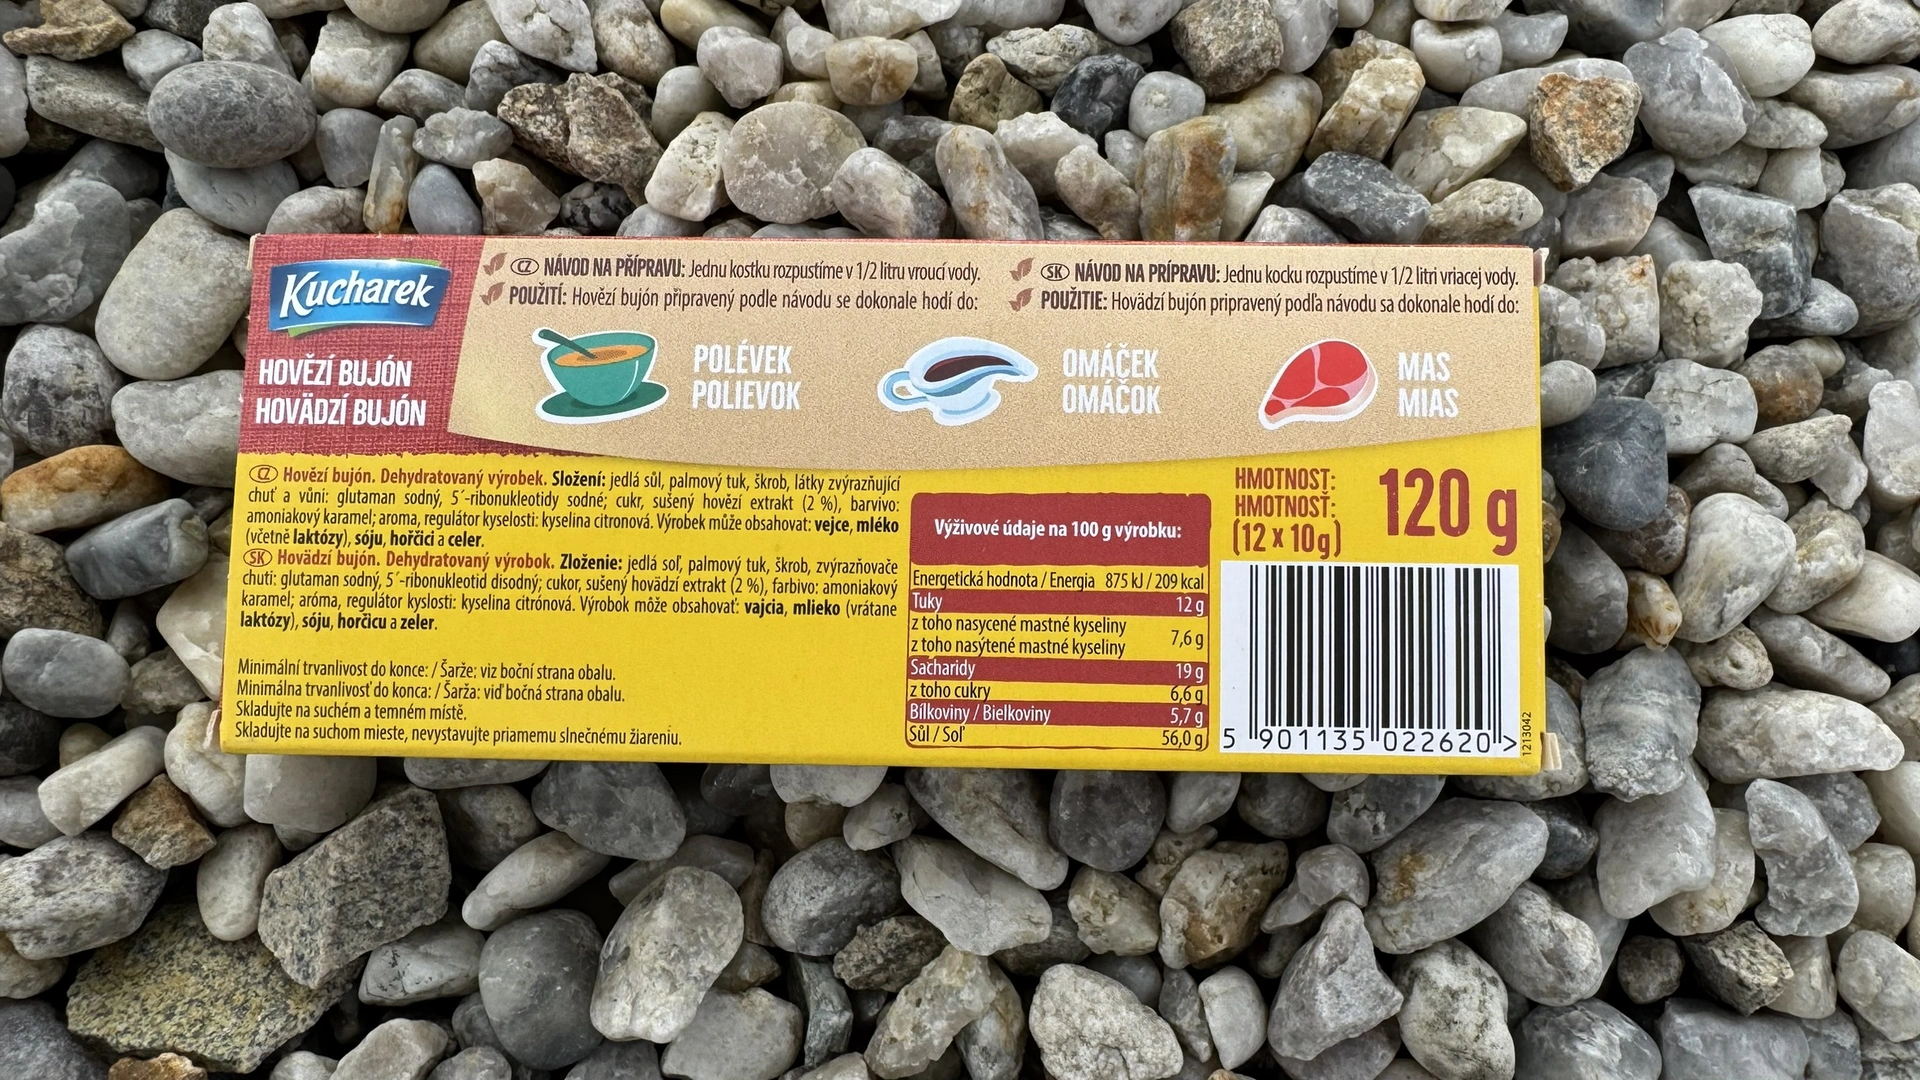 Kucharek
HOVĚZÍ BUJÓN
HOVÄDZÍ BUJÓN
CZ NÁVOD NA PŘÍPRAVU: Jednu kostku rozpustíme v 1/2 litru vroucí vody.
POUŽITÍ: Hovězí bujón připravený podle návodu se dokonale hodí do:
SK NÁVOD NA PRÍPRAVU: Jednu kocku rozpustíme v 1/2 litri vriacej vody.
POUŽITIE: Hovädzí bujón pripravený podľa návodu sa dokonale hodí do:
POLÉVEK
POLIEVOK
OMÁČEK
OMÁČOK
MAS
MIAS
CZ Hovězí bujón. Dehydratovaný výrobek. Složení: jedlá sůl, palmový tuk, škrob, látky zvýrazňující
chuť a vůni: glutaman sodný, 5´-ribonukleotidy sodné; cukr, sušený hovězí extrakt (2 %), barvivo:
amoniakový karamel; aroma, regulátor kyselosti: kyselina citronová. Výrobek může obsahovat: vejce, mléko
(včetně laktózy), sóju, hořčici a celer.
SK Hovädzí bujón. Dehydratovaný výrobok. Zloženie: jedlá soľ, palmový tuk, škrob, zvýrazňovače
chuti: glutaman sodný, 5´-ribonukleotid disodný; cukor, sušený hovädzí extrakt (2 %), farbivo: amoniakový
karamel; aróma, regulátor kyslosti: kyselina citrónová. Výrobok môže obsahovať: vajcia, mlieko (vrátane
laktózy), sóju, horčicu a zeler.
Minimální trvanlivost do konce: / Šarže: viz boční strana obalu.
Minimálna trvanlivosť do konca: / Šarža: viď bočná strana obalu.
Skladujte na suchém a temném místě.
Skladujte na suchom mieste, nevystavujte priamemu slnečnému žiareniu.
Výživové údaje na 100 g výrobku:
Energetická hodnota / Energia 875 kJ / 209 kcal
Tuky 12 g
z toho nasycené mastné kyseliny
z toho nasýtené mastné kyseliny 7,6 g
Sacharidy 19 g
z toho cukry 6,6 g
Bílkoviny / Bielkoviny 5,7 g
Sůl / Soľ 56,0 g
HMOTNOST:
HMOTNOSŤ:
(12 x 10g)
120 g
5 901135 022620 >
1213042